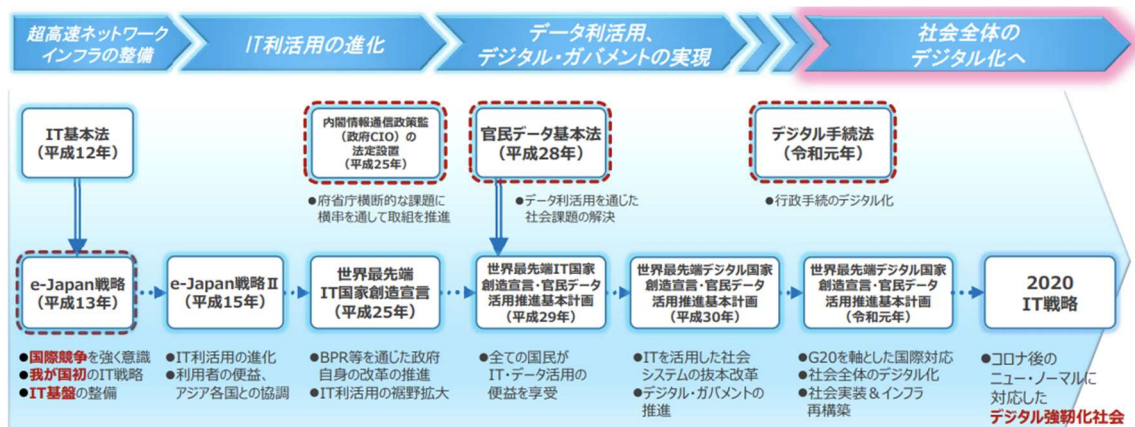 超高速ネットワーク
インフラの整備
IT利活用の進化
データ利活用、
デジタル・ガバメントの実現
社会全体の
デジタル化へ
IT基本法
(平成12年)
内閣情報通信政策監
(政府CIO)の
法定設置
(平成25年)
●府省庁横断的な課題に
横串を通して取組を推進
官民データ基本法
(平成28年)
●データ利活用を通じた
社会課題の解決
デジタル手続法
(令和元年)
●行政手続のデジタル化
e-Japan戦略
(平成13年)
●国際競争を強く意識
●我が国初のIT戦略
●IT基盤の整備
e-Japan戦略Ⅱ
(平成15年)
●IT利活用の進化
●利用者の便益、
アジア各国との協調
世界最先端
IT国家創造宣言
(平成25年)
●BPR等を通じた政府
自身の改革の推進
●IT利活用の裾野拡大
世界最先端IT国家
創造宣言・官民データ
活用推進基本計画
(平成29年)
●全ての国民が
IT・データ活用の
便益を享受
世界最先端デジタル国家
創造宣言・官民データ
活用推進基本計画
(平成30年)
●ITを活用した社会
システムの抜本改革
●デジタル・ガバメントの
推進
世界最先端デジタル国家
創造宣言・官民データ
活用推進基本計画
(令和元年)
●G20を軸とした国際対応
●社会全体のデジタル化
●社会実装&インフラ
再構築
2020
IT戦略
●コロナ後の
ニュー・ノーマルに
対応した
デジタル強靭化社会